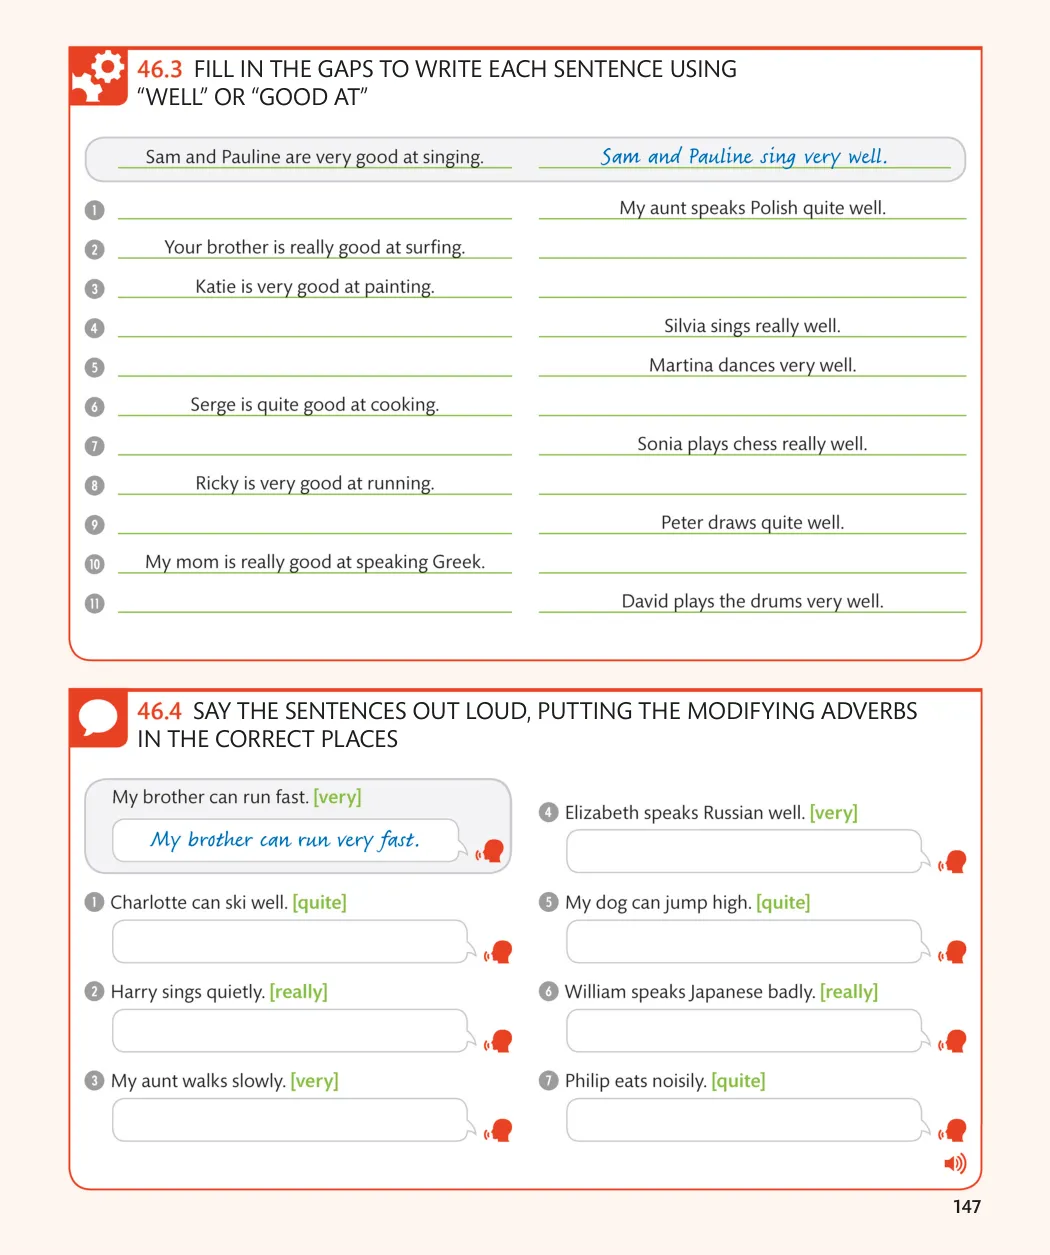 46.3 FILL IN THE GAPS TO WRITE EACH SENTENCE USING
“WELL” OR “GOOD AT”
Sam and Pauline are very good at singing. Sam and Pauline sing very well.
1 My aunt speaks Polish quite well.
2 Your brother is really good at surfing.
3 Katie is very good at painting.
4 Silvia sings really well.
5 Martina dances very well.
6 Serge is quite good at cooking.
7 Sonia plays chess really well.
8 Ricky is very good at running.
9 Peter draws quite well.
10 My mom is really good at speaking Greek.
11 David plays the drums very well.
46.4 SAY THE SENTENCES OUT LOUD, PUTTING THE MODIFYING ADVERBS
IN THE CORRECT PLACES
My brother can run fast. [very]
My brother can run very fast.
1 Charlotte can ski well. [quite]
2 Harry sings quietly. [really]
3 My aunt walks slowly. [very]
4 Elizabeth speaks Russian well. [very]
5 My dog can jump high. [quite]
6 William speaks Japanese badly. [really]
7 Philip eats noisily. [quite]
147